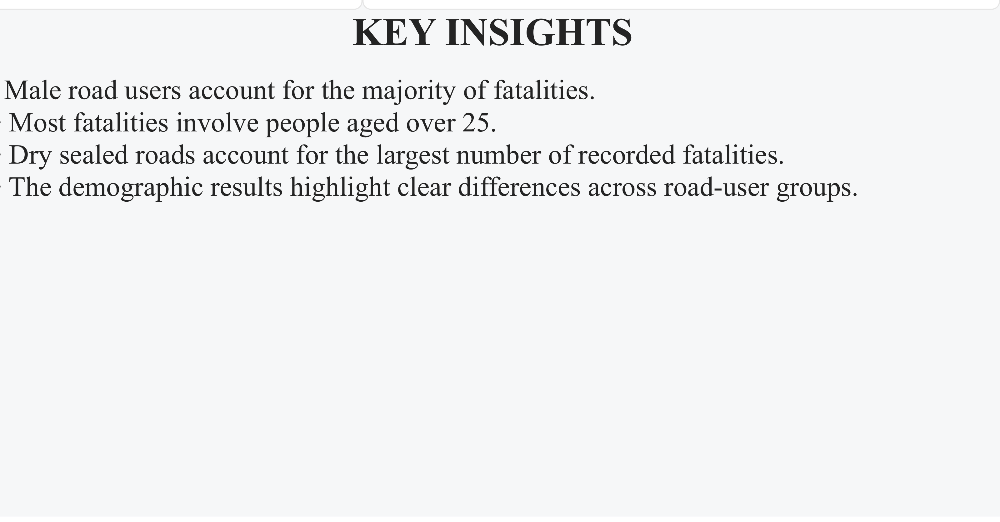 KEY INSIGHTS
Male road users account for the majority of fatalities.
• Most fatalities involve people aged over 25.
• Dry sealed roads account for the largest number of recorded fatalities.
• The demographic results highlight clear differences across road-user groups.